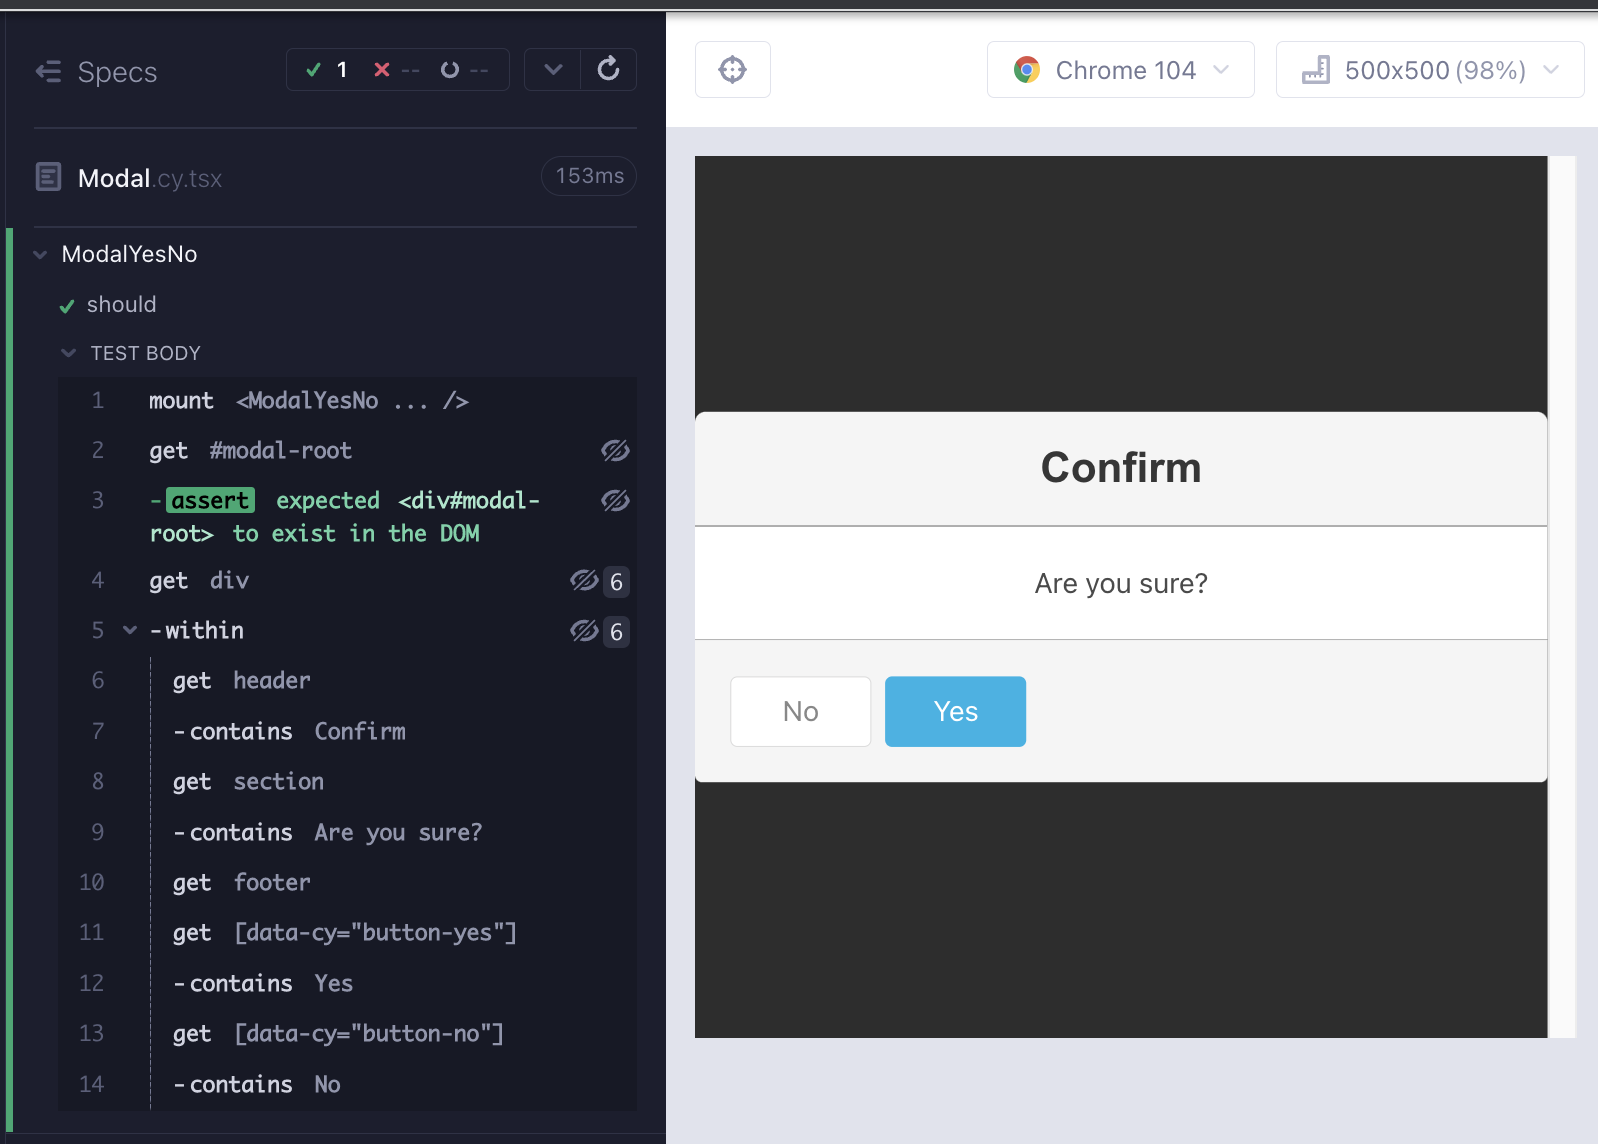 Specs
1 -- --
Modal.cy.tsx 153ms
ModalYesNo
should
TEST BODY
1 mount <ModalYesNo ... />
2 get #modal-root
3 -assert expected <div#modal-
root> to exist in the DOM
4 get div 6
5 -within 6
6 get header
7 -contains Confirm
8 get section
9 -contains Are you sure?
10 get footer
11 get [data-cy="button-yes"]
12 -contains Yes
13 get [data-cy="button-no"]
14 -contains No
Chrome 104
500x500 (98%)
Confirm
Are you sure?
No
Yes